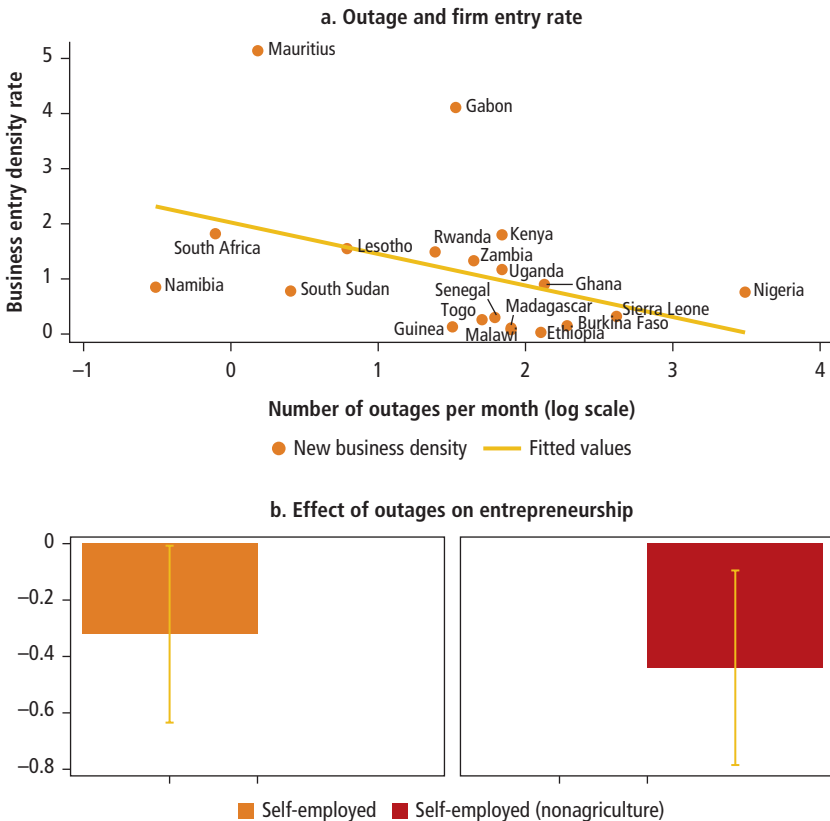 a. Outage and firm entry rate
Business entry density rate
5
4
3
2
1
0
Mauritius
Gabon
South Africa
Lesotho
Rwanda
Kenya
Zambia
Uganda
Namibia
South Sudan
Senegal
Ghana
Nigeria
Togo
Madagascar
Sierra Leone
Guinea
Malawi
Ethiopia
Burkina Faso
–1
0
1
2
3
4
Number of outages per month (log scale)
New business density
Fitted values
b. Effect of outages on entrepreneurship
0
–0.2
–0.4
–0.6
–0.8
Self-employed
Self-employed (nonagriculture)